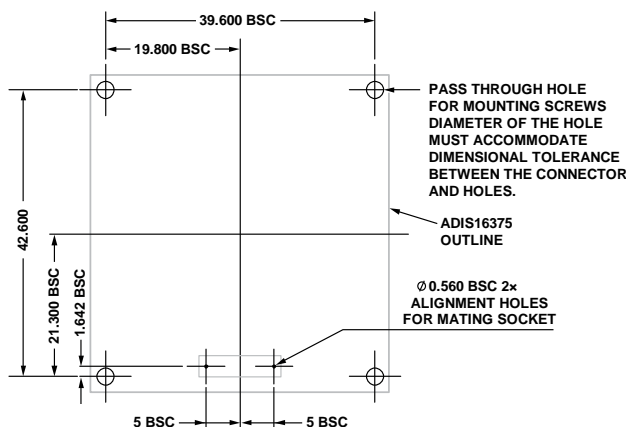 39.600 BSC
19.800 BSC
PASS THROUGH HOLE
FOR MOUNTING SCREWS
DIAMETER OF THE HOLE
MUST ACCOMMODATE
DIMENSIONAL TOLERANCE
BETWEEN THE CONNECTOR
AND HOLES.
42.600
ADIS16375
OUTLINE
21.300 BSC
1.642 BSC
Ø 0.560 BSC 2×
ALIGNMENT HOLES
FOR MATING SOCKET
5 BSC
5 BSC